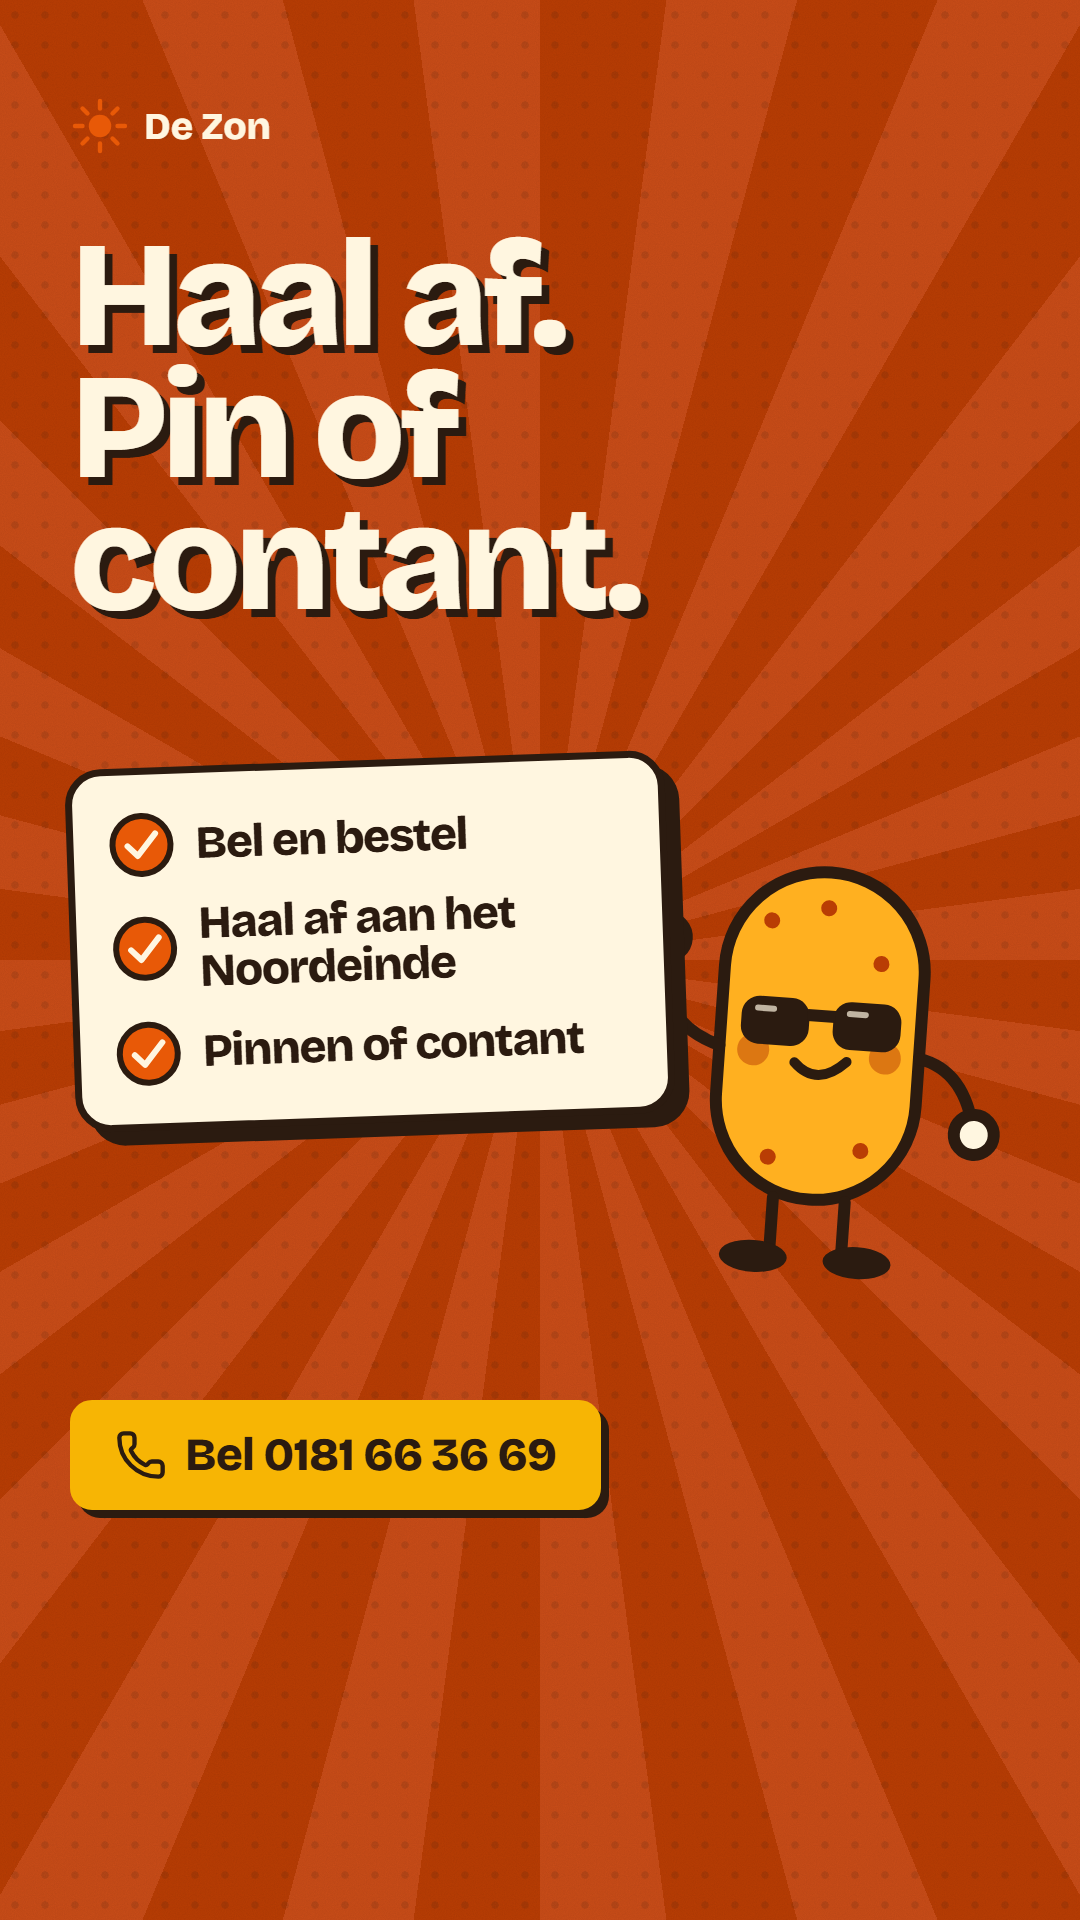 De Zon
Haal af.
Pin of
contant.
Bel en bestel
Haal af aan het
Noordeinde
Pinnen of contant
Bel 0181 66 36 69